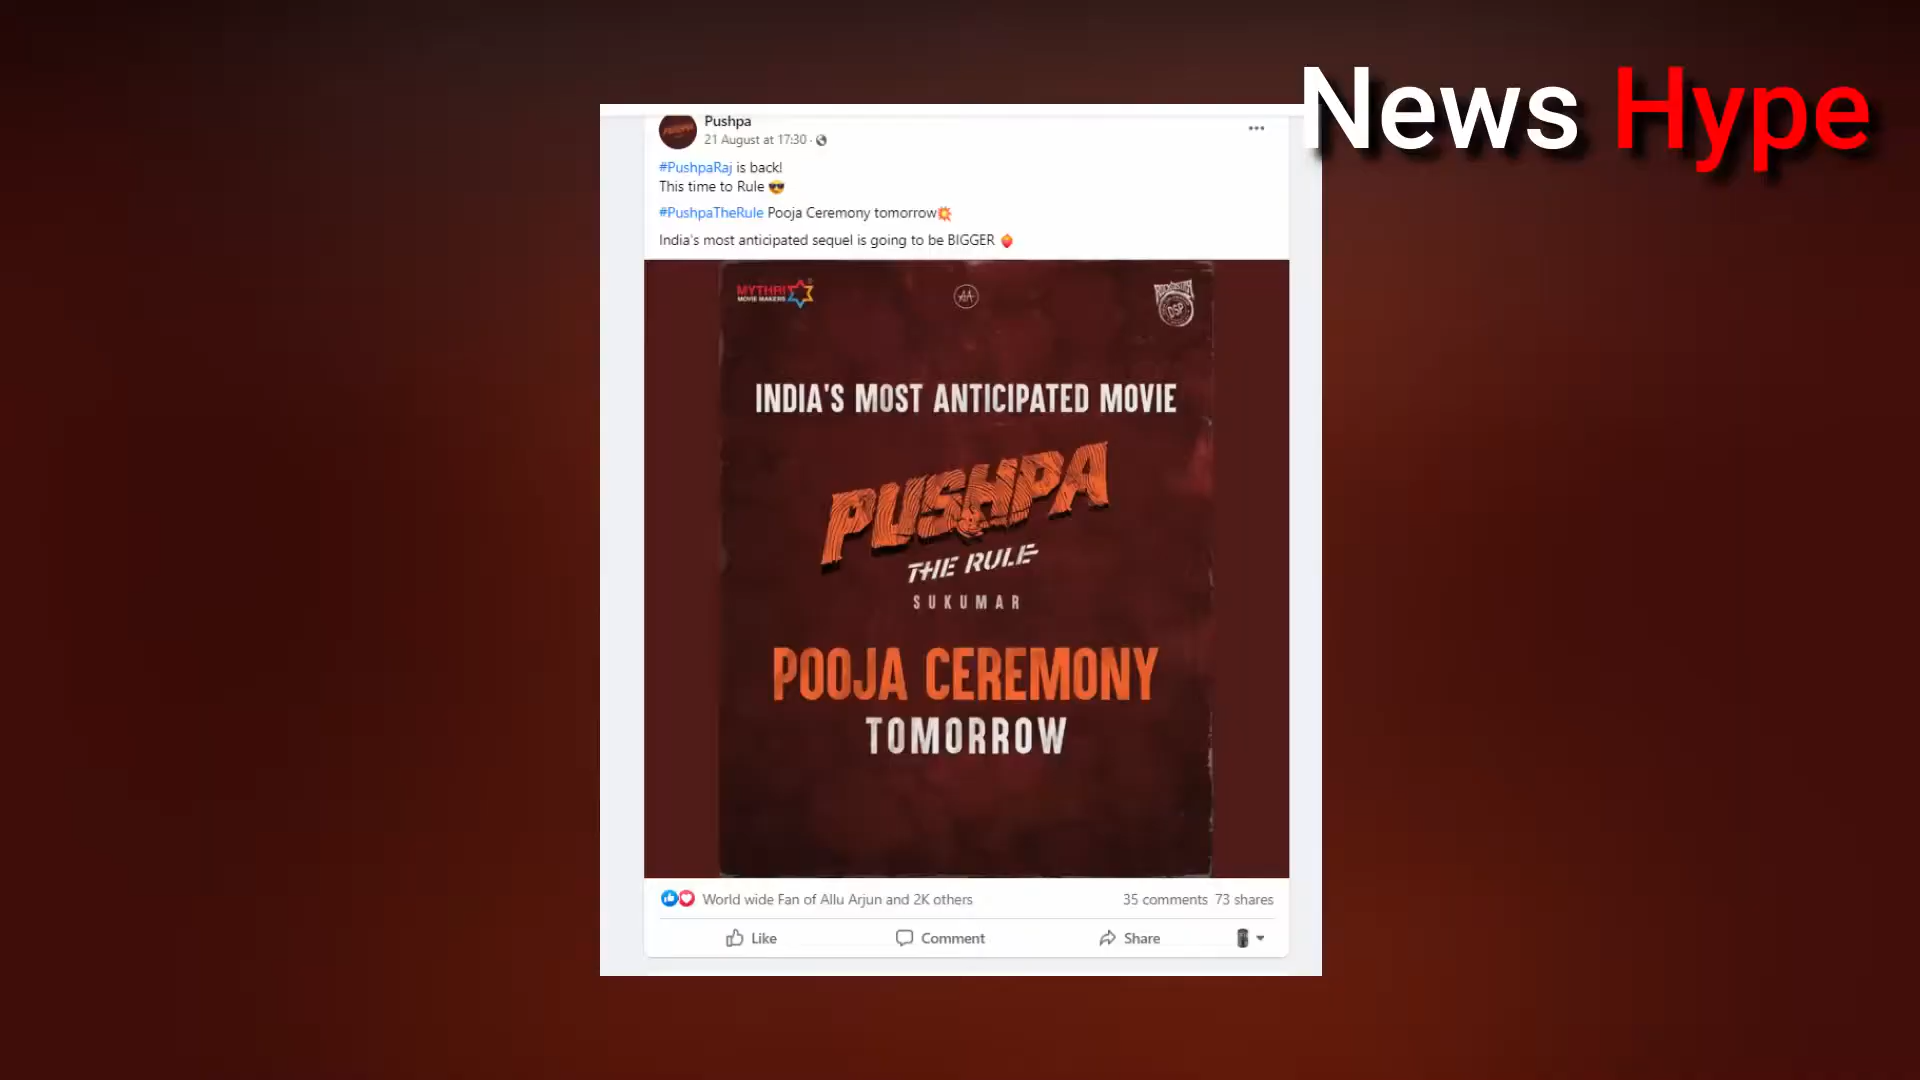 News Hype
Pushpa
21 August at 17:30 ·
#PushpaRaj is back!
This time to Rule 😎
#PushpaTheRule Pooja Ceremony tomorrow💥
India's most anticipated sequel is going to be BIGGER
MYTHRI
MOVIE MAKERS
AA
ROCKSTAR
DSP
INDIA'S MOST ANTICIPATED MOVIE
PUSHPA
THE RULE
SUKUMAR
POOJA CEREMONY
TOMORROW
World wide Fan of Allu Arjun and 2K others
35 comments 73 shares
Like Comment Share